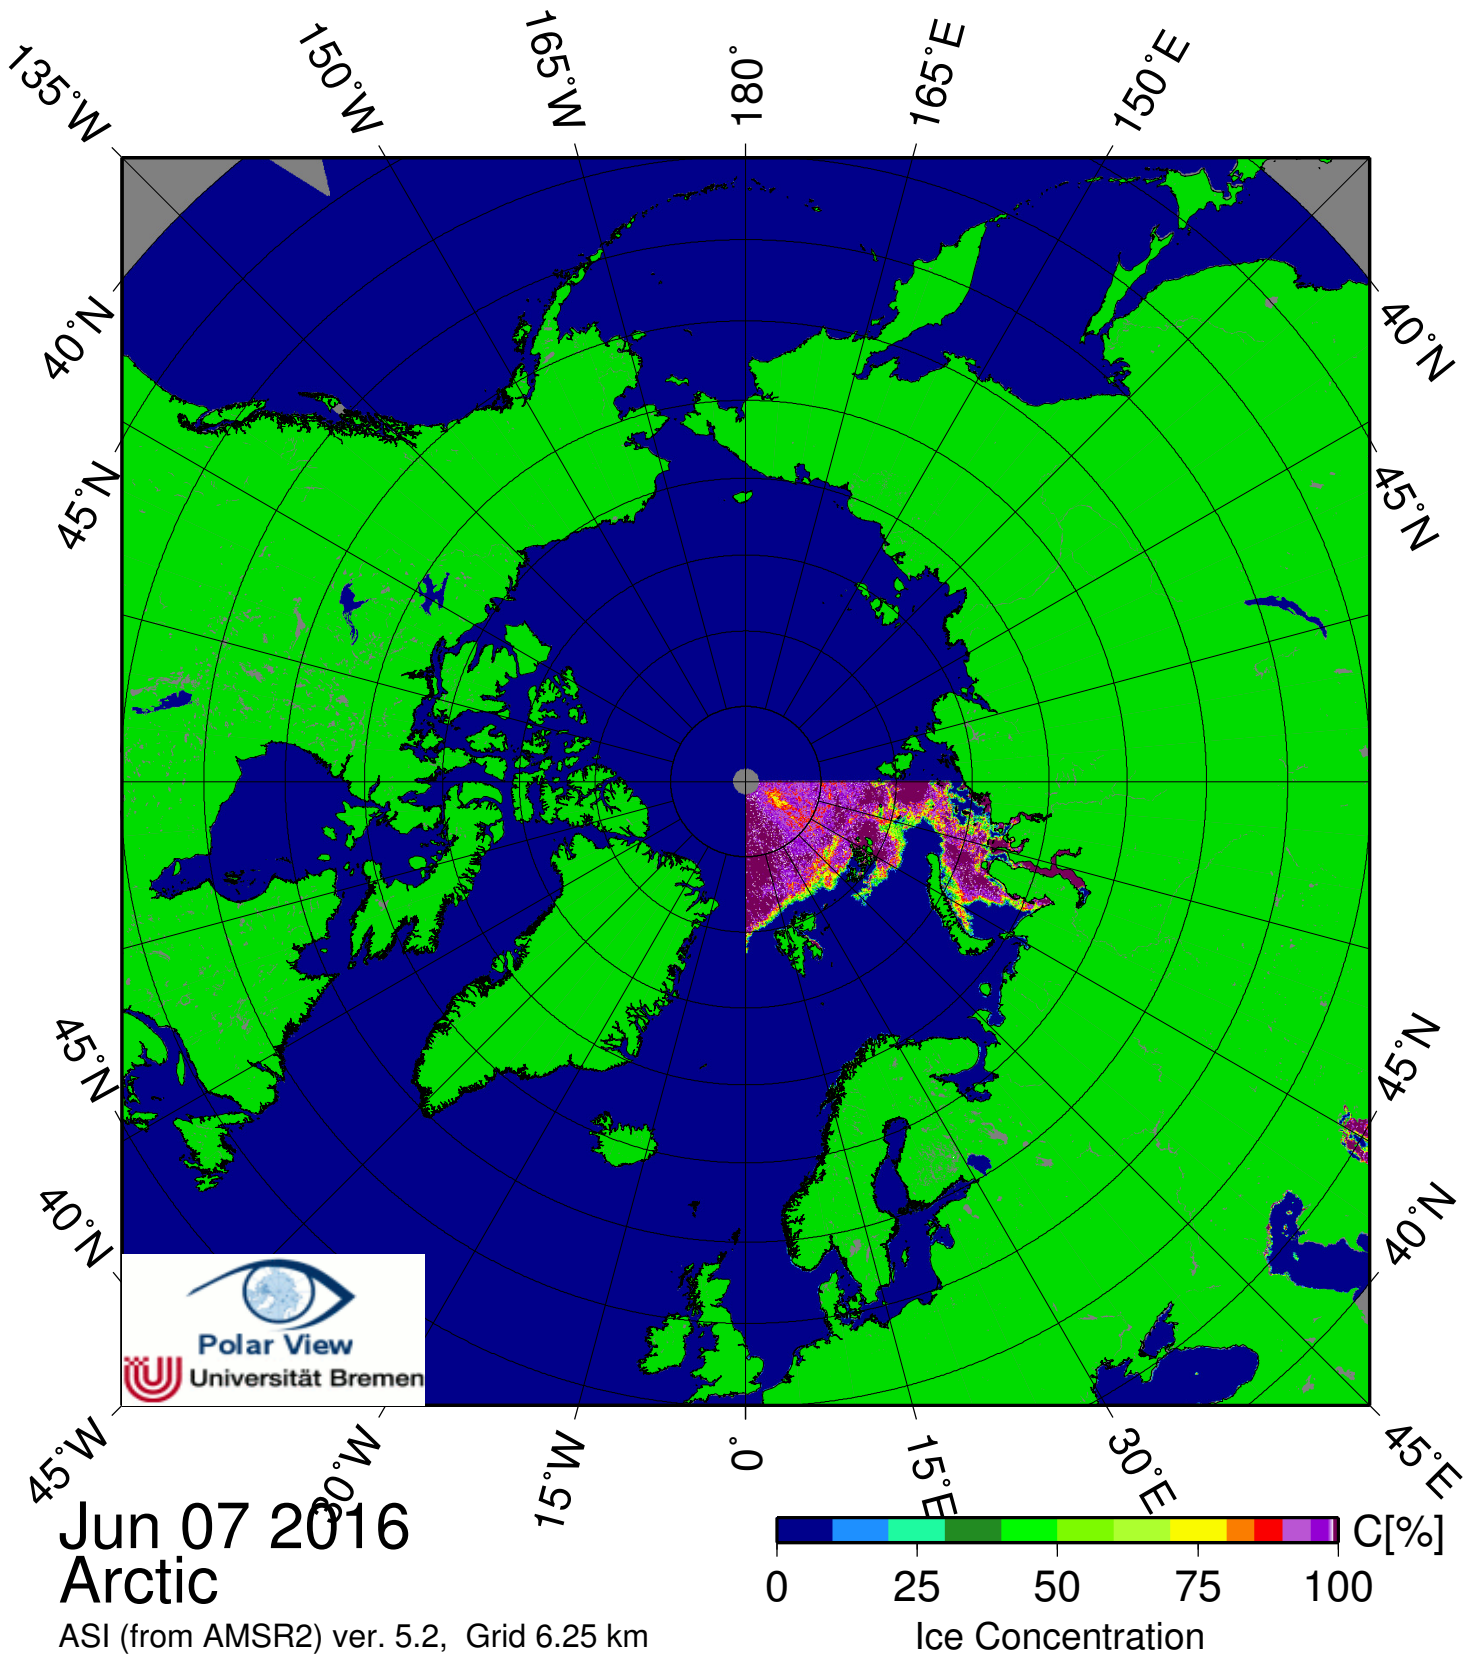 135°W
150°W
165°W
180°
165°E
150°E
40°N
40°N
45°N
45°N
45°N
45°N
40°N
40°N
Polar View
Universität Bremen
45°W
30°W
15°W
0°
15°E
30°E
45°E
Jun 07 2016
Arctic
ASI (from AMSR2) ver. 5.2, Grid 6.25 km
C[%]
0 25 50 75 100
Ice Concentration